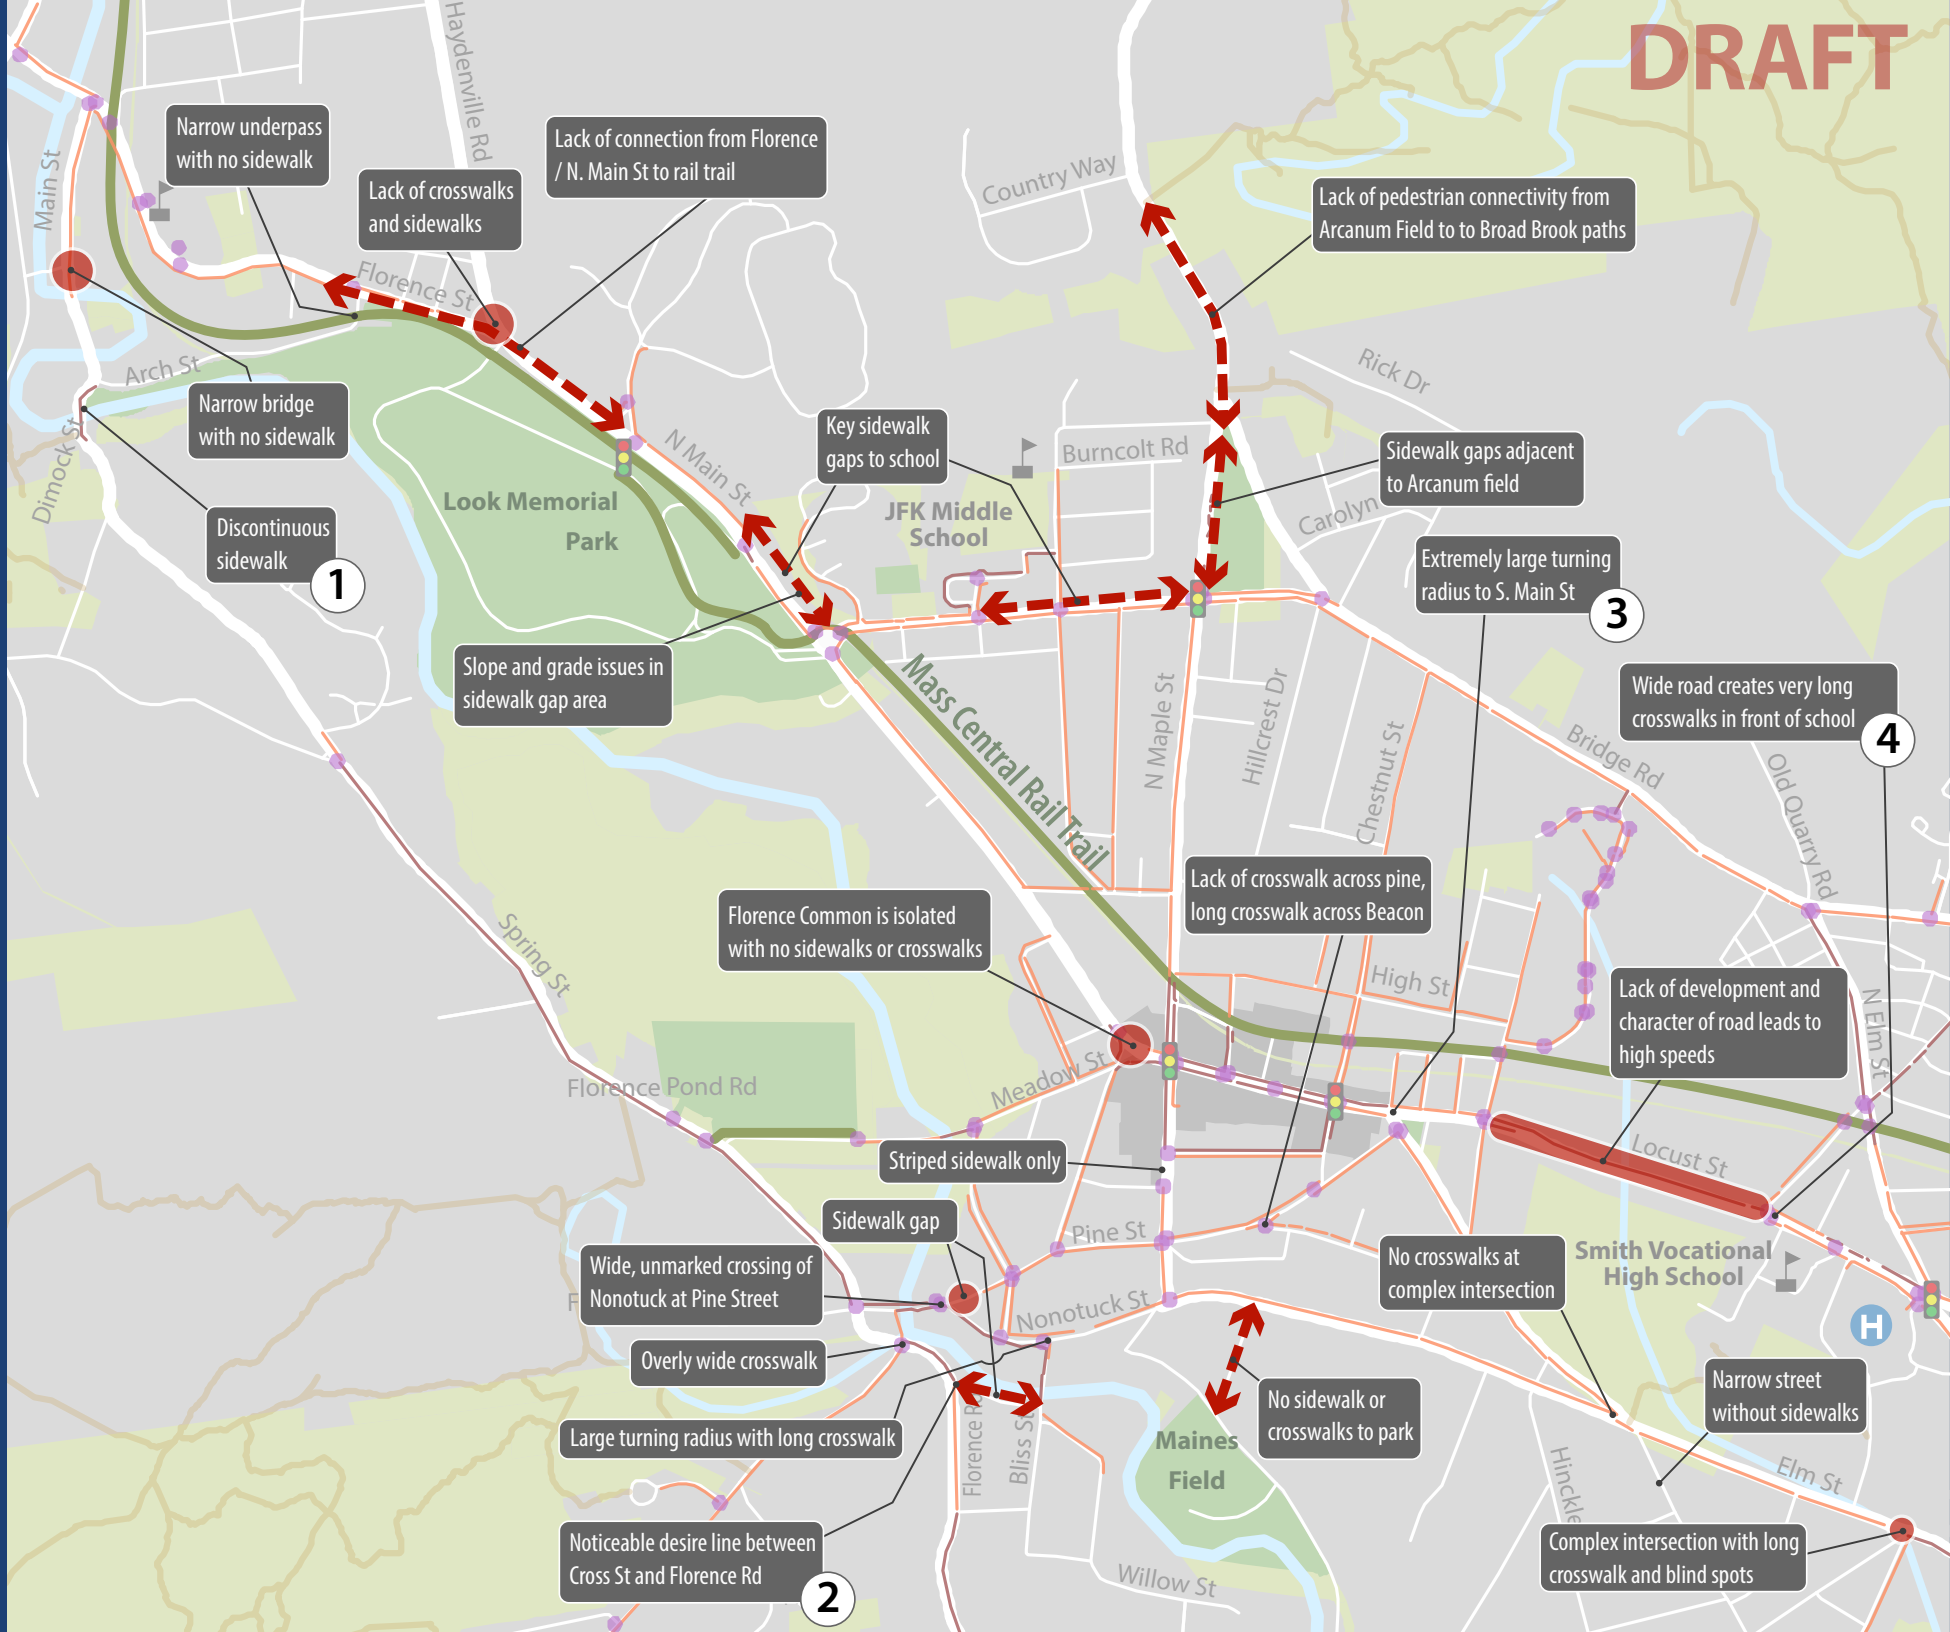 DRAFT
Haydenville Rd
Main St
Narrow underpass
with no sidewalk
Lack of crosswalks
and sidewalks
Lack of connection from Florence
/ N. Main St to rail trail
Country Way
Lack of pedestrian connectivity from
Arcanum Field to to Broad Brook paths
Florence St
Arch St
Rick Dr
Narrow bridge
with no sidewalk
Dimock St
N Main St
Key sidewalk
gaps to school
Burncolt Rd
Sidewalk gaps adjacent
to Arcanum field
Look Memorial
Park
JFK Middle
School
Carolyn
Discontinuous
sidewalk
1
Extremely large turning
radius to S. Main St
3
Slope and grade issues in
sidewalk gap area
Mass Central Rail Trail
N Maple St
Hillcrest Dr
Chestnut St
Bridge Rd
Wide road creates very long
crosswalks in front of school
4
Old Quarry Rd
Lack of crosswalk across pine,
long crosswalk across Beacon
Florence Common is isolated
with no sidewalks or crosswalks
Spring St
High St
Lack of development and
character of road leads to
high speeds
N Elm St
Florence Pond Rd
Meadow St
Striped sidewalk only
Locust St
Sidewalk gap
Pine St
Wide, unmarked crossing of
Nonotuck at Pine Street
F
No crosswalks at
complex intersection
Smith Vocational
High School
H
Nonotuck St
Overly wide crosswalk
Large turning radius with long crosswalk
Florence R
Bliss St
No sidewalk or
crosswalks to park
Maines
Field
Narrow street
without sidewalks
Hinckle
Elm St
Noticeable desire line between
Cross St and Florence Rd
2
Willow St
Complex intersection with long
crosswalk and blind spots